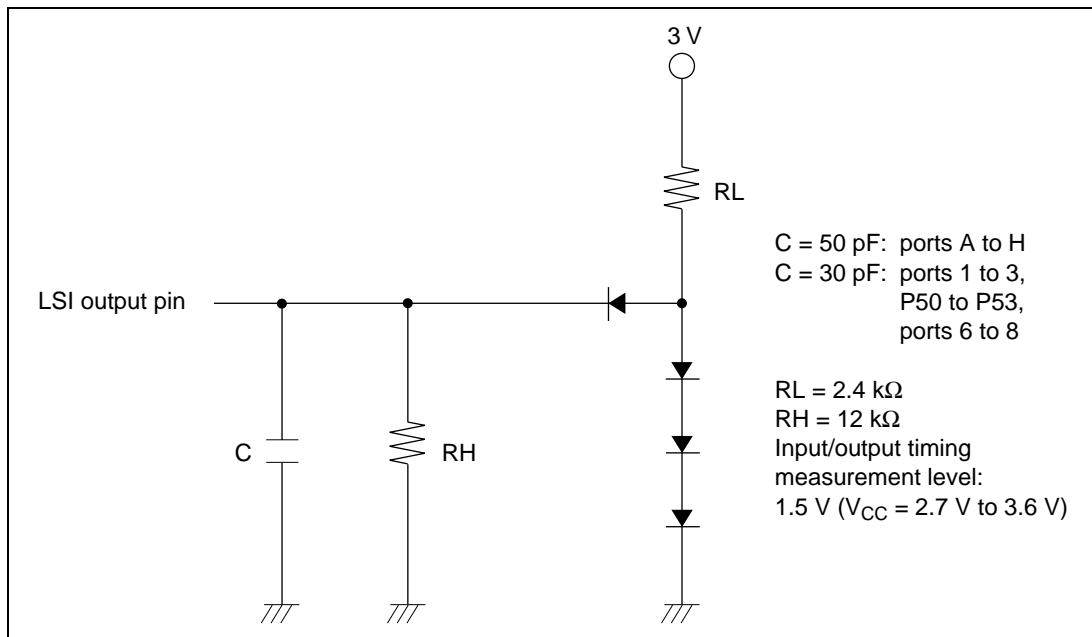 3 V
RL
LSI output pin
C
RH
C = 50 pF: ports A to H
C = 30 pF: ports 1 to 3,
P50 to P53,
ports 6 to 8
RL = 2.4 kΩ
RH = 12 kΩ
Input/output timing
measurement level:
1.5 V (VCC = 2.7 V to 3.6 V)